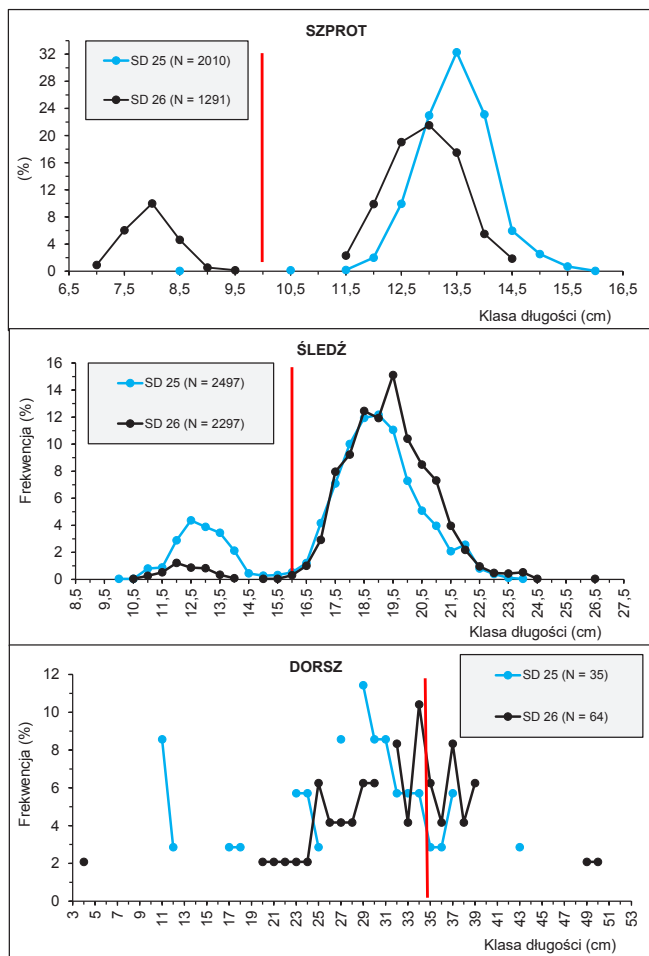 SZPROT
SD 25 (N = 2010)
SD 26 (N = 1291)
(%)
32
28
24
20
16
12
8
4
0
6,5 7,5 8,5 9,5 10,5 11,5 12,5 13,5 14,5 15,5 16,5
Klasa długości (cm)
ŚLEDŹ
SD 25 (N = 2497)
SD 26 (N = 2297)
Frekwencja (%)
16
14
12
10
8
6
4
2
0
8,5 9,5 10,5 11,5 12,5 13,5 14,5 15,5 16,5 17,5 18,5 19,5 20,5 21,5 22,5 23,5 24,5 25,5 26,5 27,5
Klasa długości (cm)
DORSZ
SD 25 (N = 35)
SD 26 (N = 64)
Frekwencja (%)
12
10
8
6
4
2
0
3 5 7 9 11 13 15 17 19 21 23 25 27 29 31 33 35 37 39 41 43 45 47 49 51 53
Klasa długości (cm)